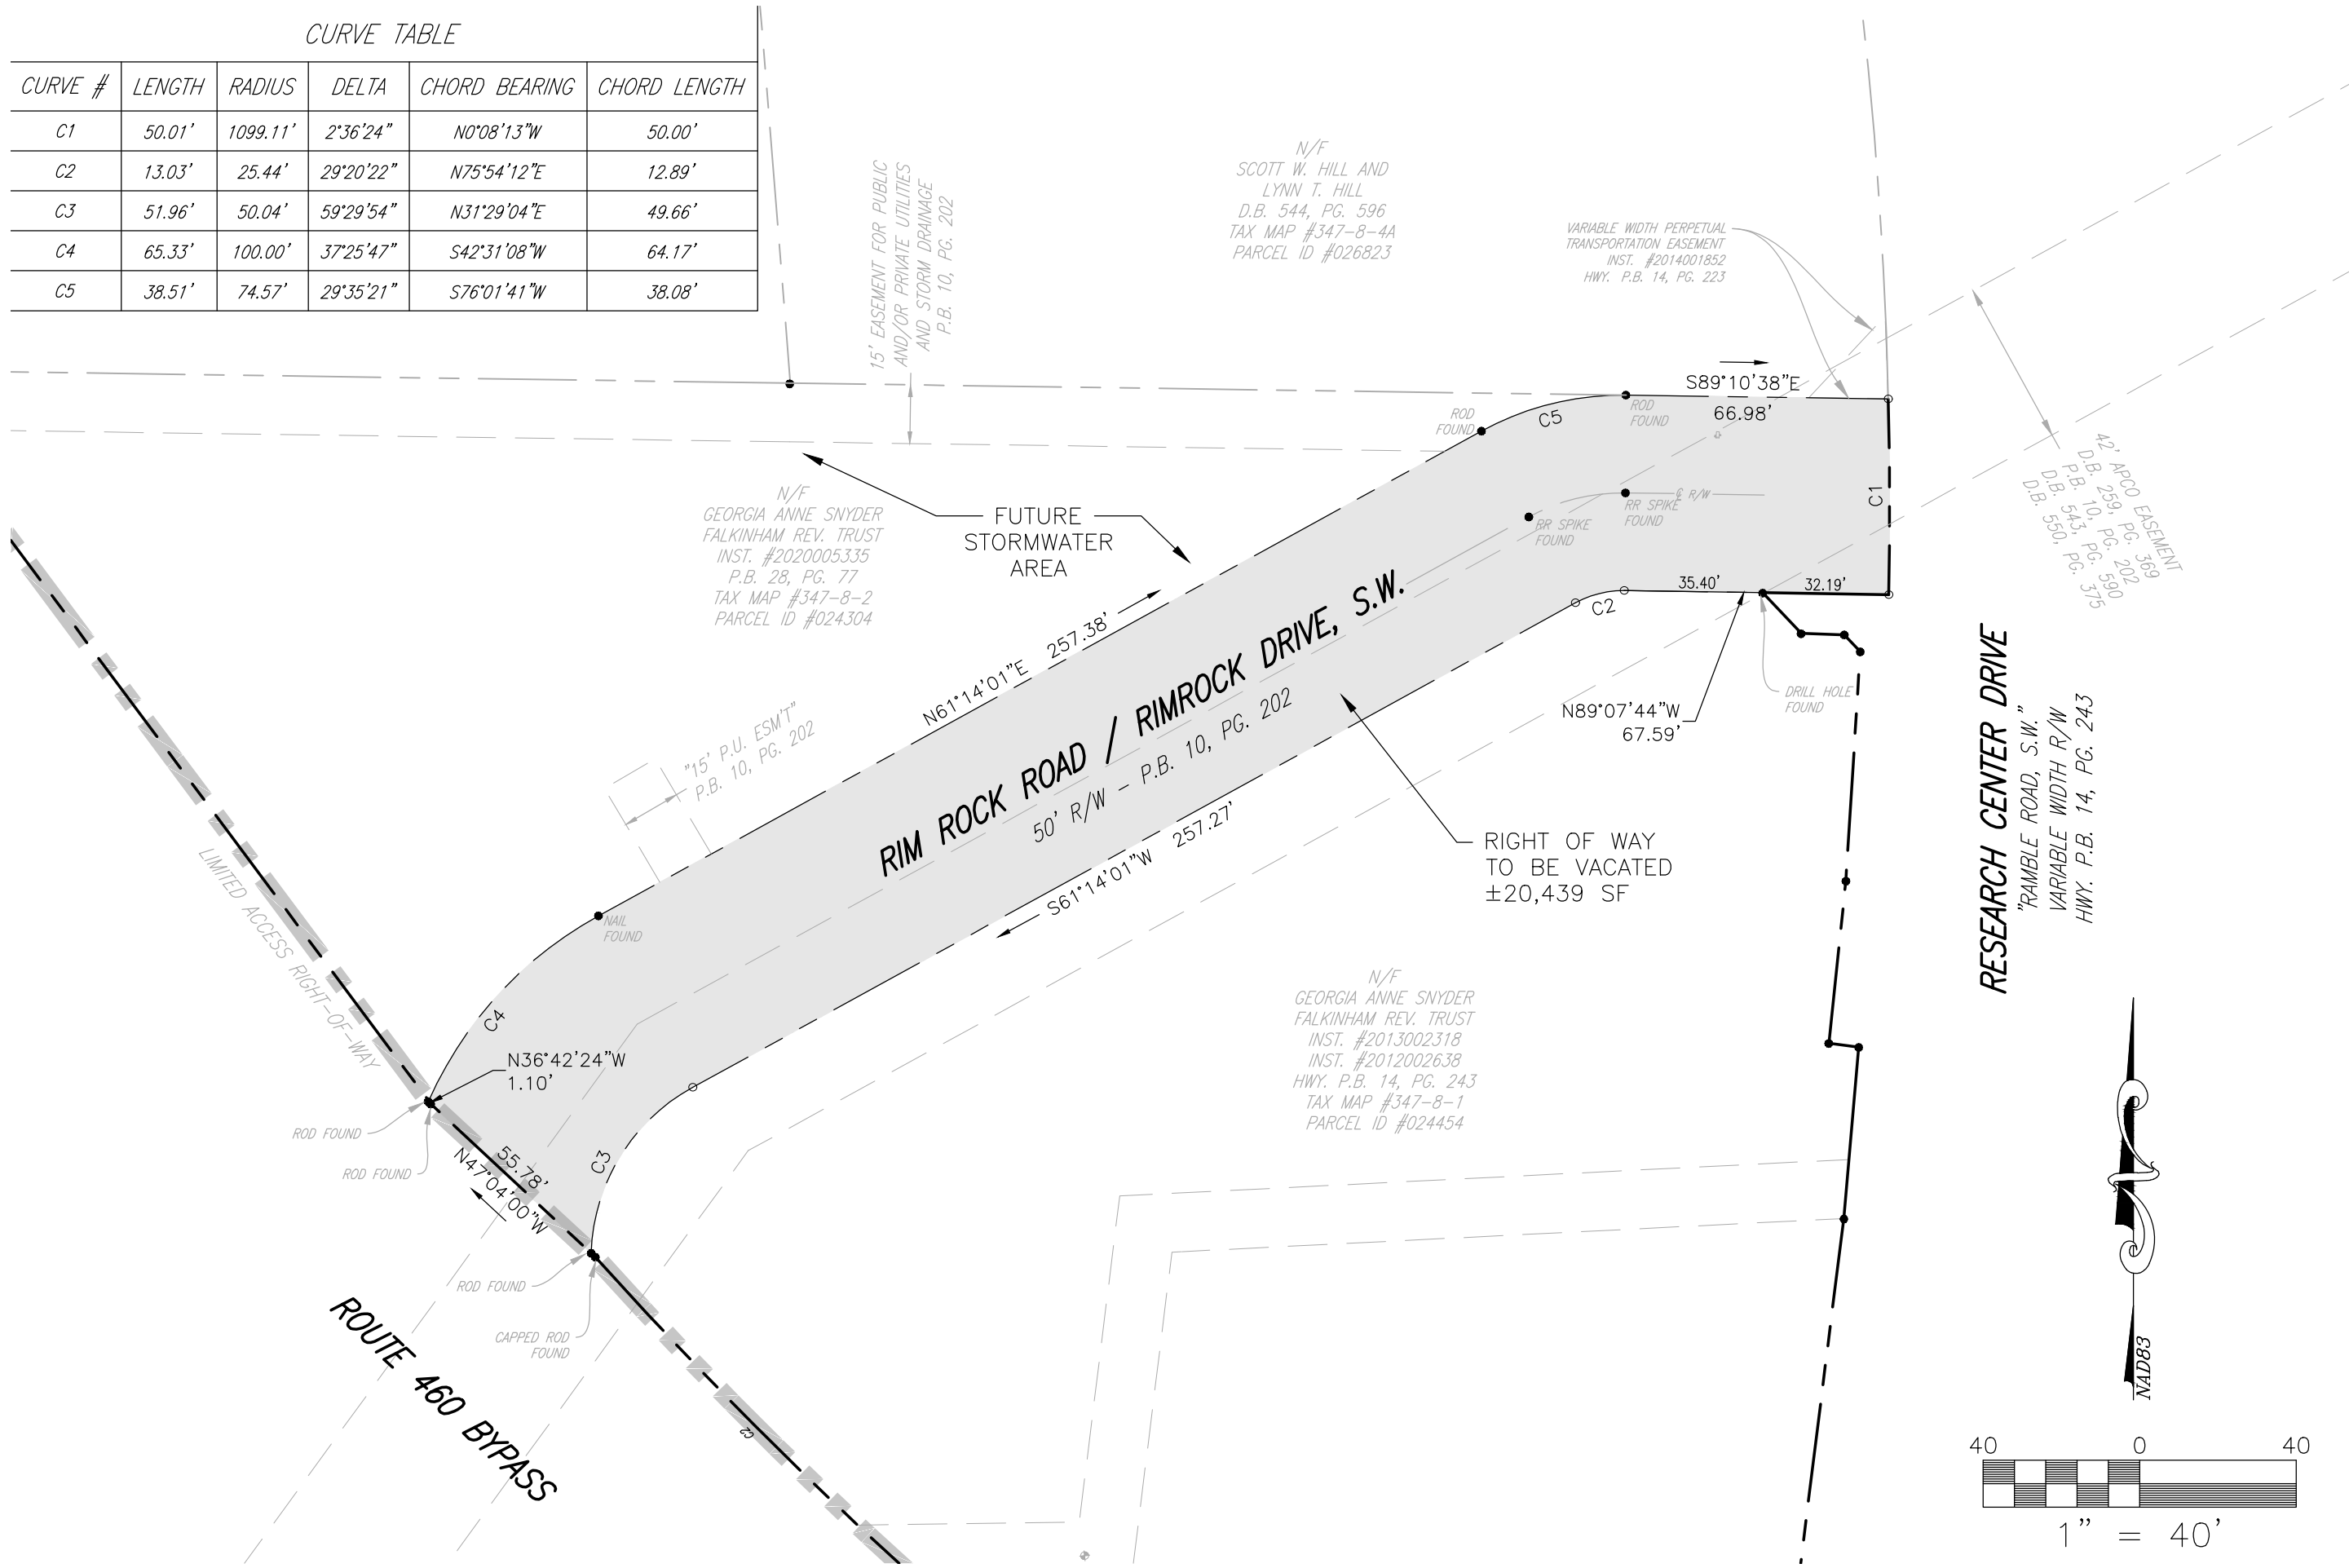 CURVE TABLE
CURVE # LENGTH RADIUS DELTA CHORD BEARING CHORD LENGTH
C1 50.01' 1099.11' 2°36'24" N0°08'13"W 50.00'
C2 13.03' 25.44' 29°20'22" N75°54'12"E 12.89'
C3 51.96' 50.04' 59°29'54" N31°29'04"E 49.66'
C4 65.33' 100.00' 37°25'47" S42°31'08"W 64.17'
C5 38.51' 74.57' 29°35'21" S76°01'41"W 38.08'
15' EASEMENT FOR PUBLIC
AND/OR PRIVATE UTILITIES
AND STORM DRAINAGE
P.B. 10, PG. 202
N/F
SCOTT W. HILL AND
LYNN T. HILL
D.B. 544, PG. 596
TAX MAP #347-8-4A
PARCEL ID #026823
VARIABLE WIDTH PERPETUAL
TRANSPORTATION EASEMENT
INST. #2014001852
HWY. P.B. 14, PG. 223
S89°10'38"E
66.98'
ROD
FOUND
C5
ROD
FOUND
C1
42' APCO EASEMENT
D.B. 259, PG. 369
P.B. 10, PG. 202
D.B. 543, PG. 590
D.B. 550, PG. 375
N/F
GEORGIA ANNE SNYDER
FALKINHAM REV. TRUST
INST. #2020005335
P.B. 28, PG. 77
TAX MAP #347-8-2
PARCEL ID #024304
FUTURE
STORMWATER
AREA
RR SPIKE
FOUND
RR SPIKE
FOUND
℄ R/W
35.40'
32.19'
C2
DRILL HOLE
FOUND
N89°07'44"W
67.59'
N61°14'01"E 257.38'
RIM ROCK ROAD / RIMROCK DRIVE, S.W.
50' R/W - P.B. 10, PG. 202
S61°14'01"W 257.27'
"15' P.U. ESM'T"
P.B. 10, PG. 202
RIGHT OF WAY
TO BE VACATED
±20,439 SF
RESEARCH CENTER DRIVE
"RAMBLE ROAD, S.W."
VARIABLE WIDTH R/W
HWY. P.B. 14, PG. 243
LIMITED ACCESS RIGHT-OF-WAY
NAIL
FOUND
C4
N36°42'24"W
1.10'
ROD FOUND
ROD FOUND
55.78'
N47°04'00"W
C3
ROD FOUND
CAPPED ROD
FOUND
N/F
GEORGIA ANNE SNYDER
FALKINHAM REV. TRUST
INST. #2013002318
INST. #2012002638
HWY. P.B. 14, PG. 243
TAX MAP #347-8-1
PARCEL ID #024454
ROUTE 460 BYPASS
C2
NAD83
40 0 40
1" = 40'